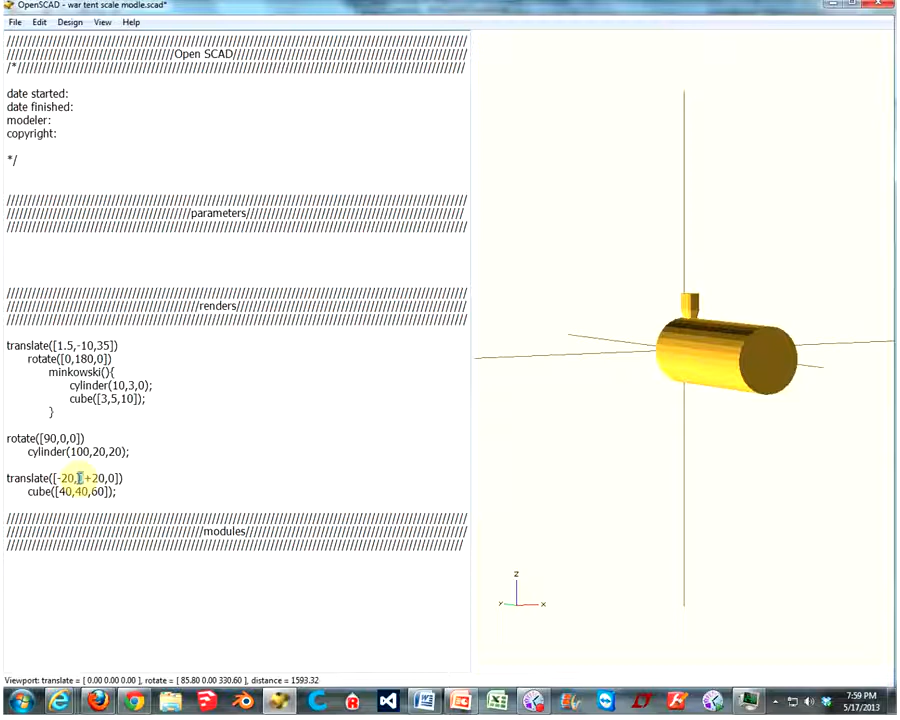 OpenSCAD - war tent scale modle.scad*
File Edit Design View Help
//////////////////////////////////////////////////////////////////////////////////////////////////////////////
////////////////////////////////////////Open SCAD////////////////////////////////////////////////////////
/*///////////////////////////////////////////////////////////////////////////////////////////////////////////
date started:
date finished:
modeler:
copyright:
*/
//////////////////////////////////////////////////////////////////////////////////////////////////////////////
////////////////////////////////////////////parameters////////////////////////////////////////////////////
//////////////////////////////////////////////////////////////////////////////////////////////////////////////
//////////////////////////////////////////////////////////////////////////////////////////////////////////////
//////////////////////////////////////////////renders///////////////////////////////////////////////////////
//////////////////////////////////////////////////////////////////////////////////////////////////////////////
translate([1.5,-10,35])
rotate([0,180,0])
minkowski(){
cylinder(10,3,0);
cube([3,5,10]);
}
rotate([90,0,0])
cylinder(100,20,20);
+20,0])
cube([40,40,60]);
//////////////////////////////////////////////////////////////////////////////////////////////////////////////
///////////////////////////////////////////////modules/////////////////////////////////////////////////////
//////////////////////////////////////////////////////////////////////////////////////////////////////////////
z
y x
Viewport: translate = [ 0.00 0.00 0.00 ], rotate = [ 85.80 0.00 330.60 ], distance = 1593.32
7:59 PM
5/17/2013